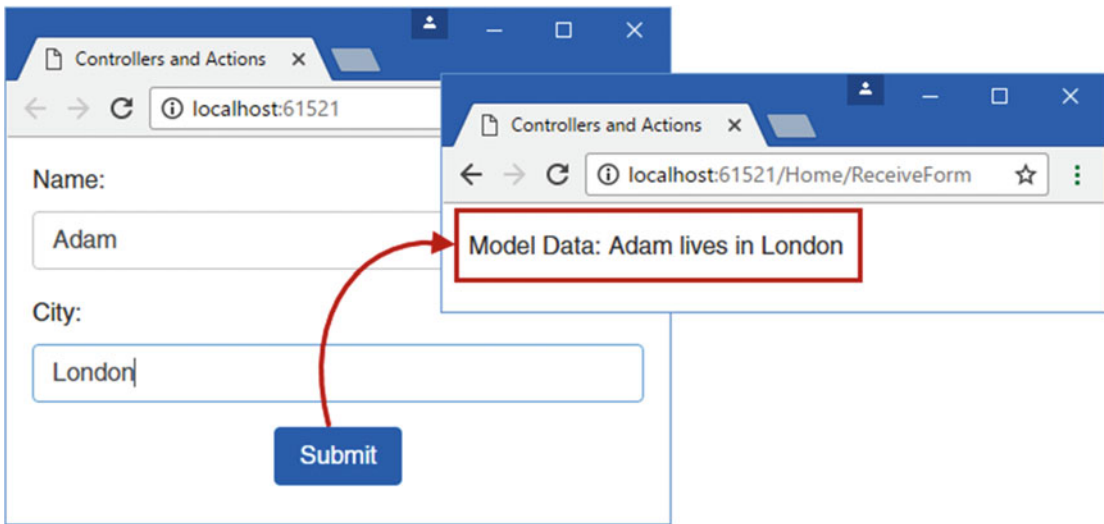 Controllers and Actions
localhost:61521
Name:
Adam
City:
London
Submit
Controllers and Actions
localhost:61521/Home/ReceiveForm
Model Data: Adam lives in London